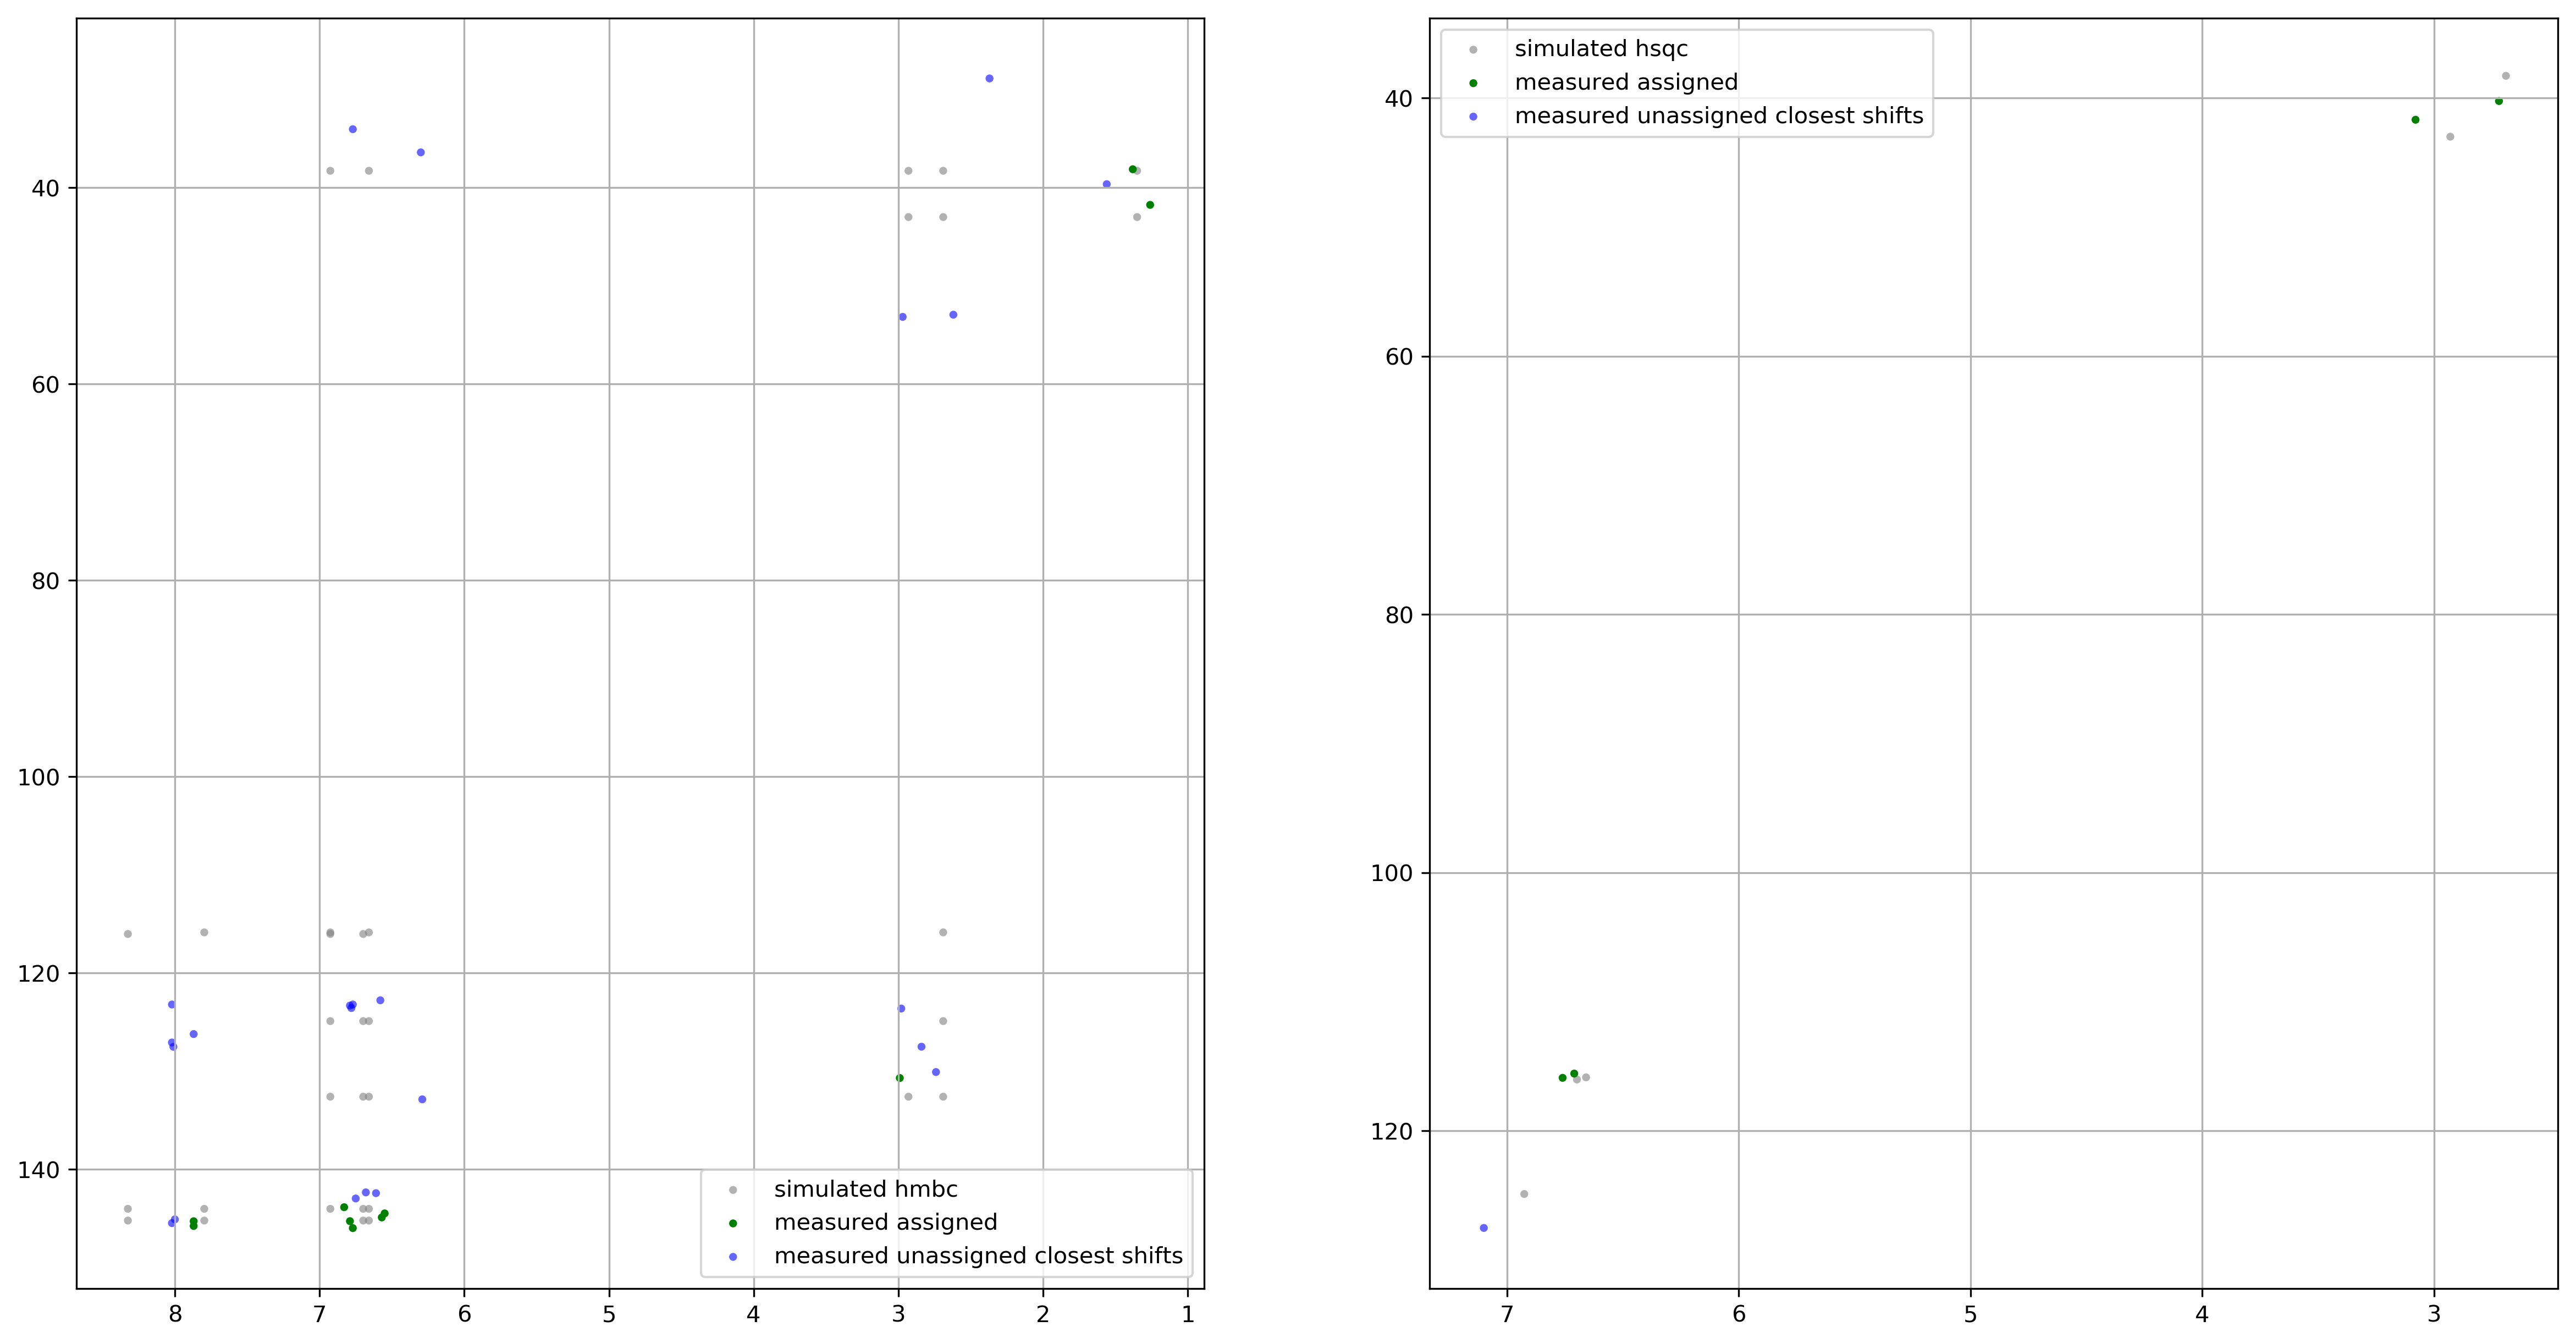 40
60
80
100
120
140
8 7 6 5 4 3 2 1
simulated hmbc
measured assigned
measured unassigned closest shifts
simulated hsqc
measured assigned
measured unassigned closest shifts
40
60
80
100
120
7 6 5 4 3